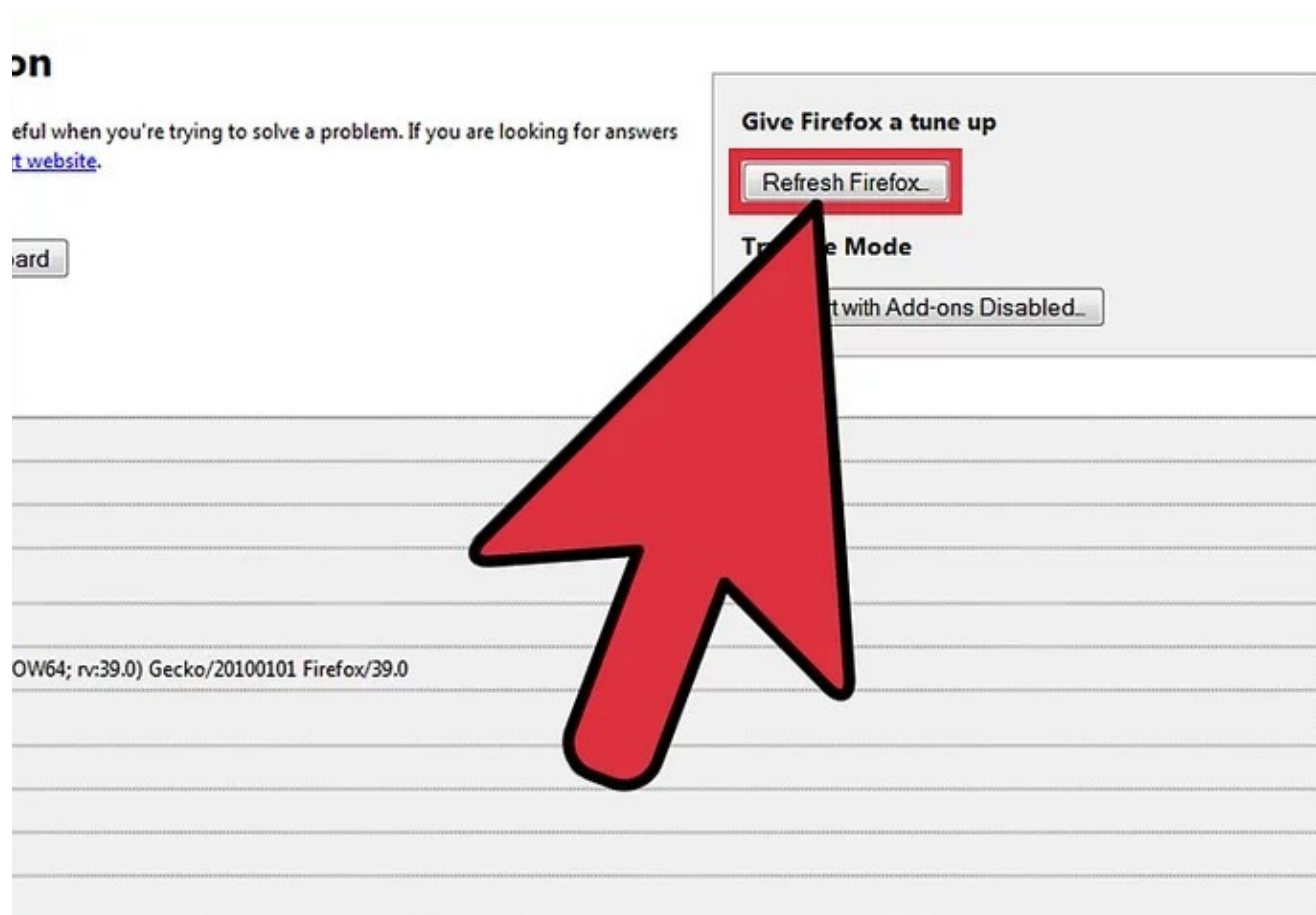 on
eful when you're trying to solve a problem. If you are looking for answers
t website.
ard
Give Firefox a tune up
Refresh Firefox...
e Mode
t with Add-ons Disabled...
OW64; rv:39.0) Gecko/20100101 Firefox/39.0